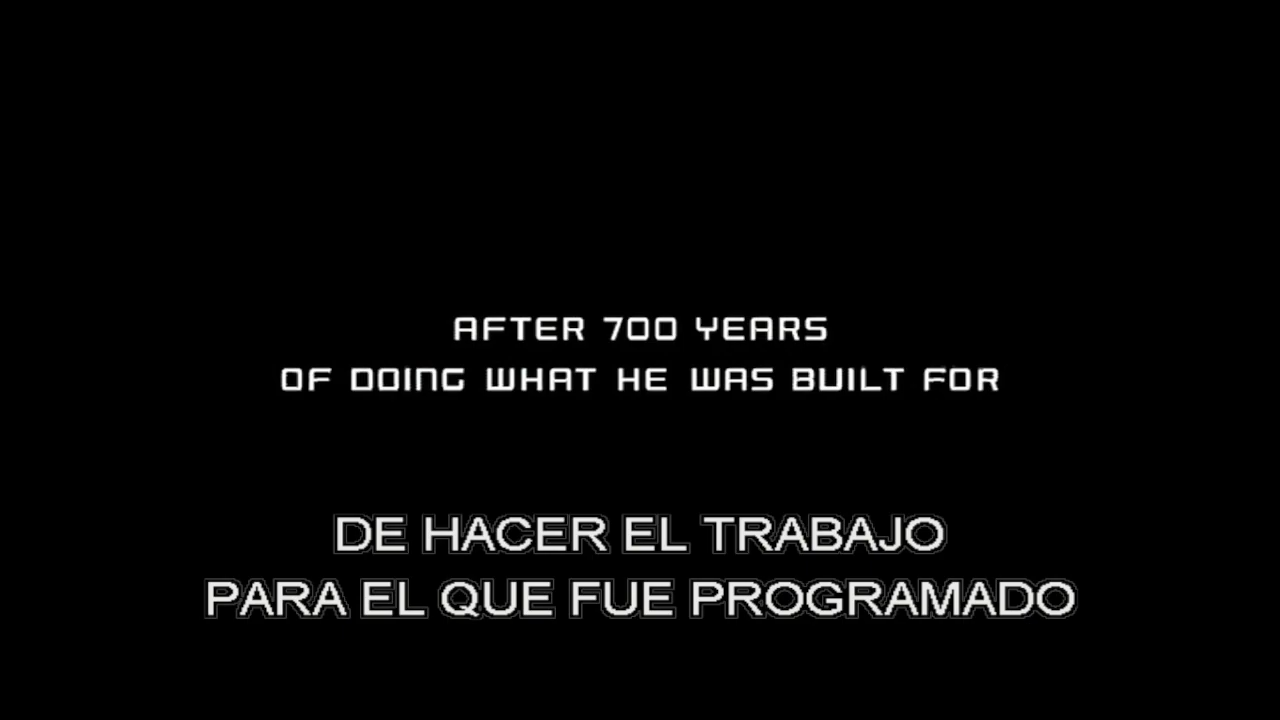 AFTER 700 YEARS
OF DOING WHAT HE WAS BUILT FOR
DE HACER EL TRABAJO
PARA EL QUE FUE PROGRAMADO